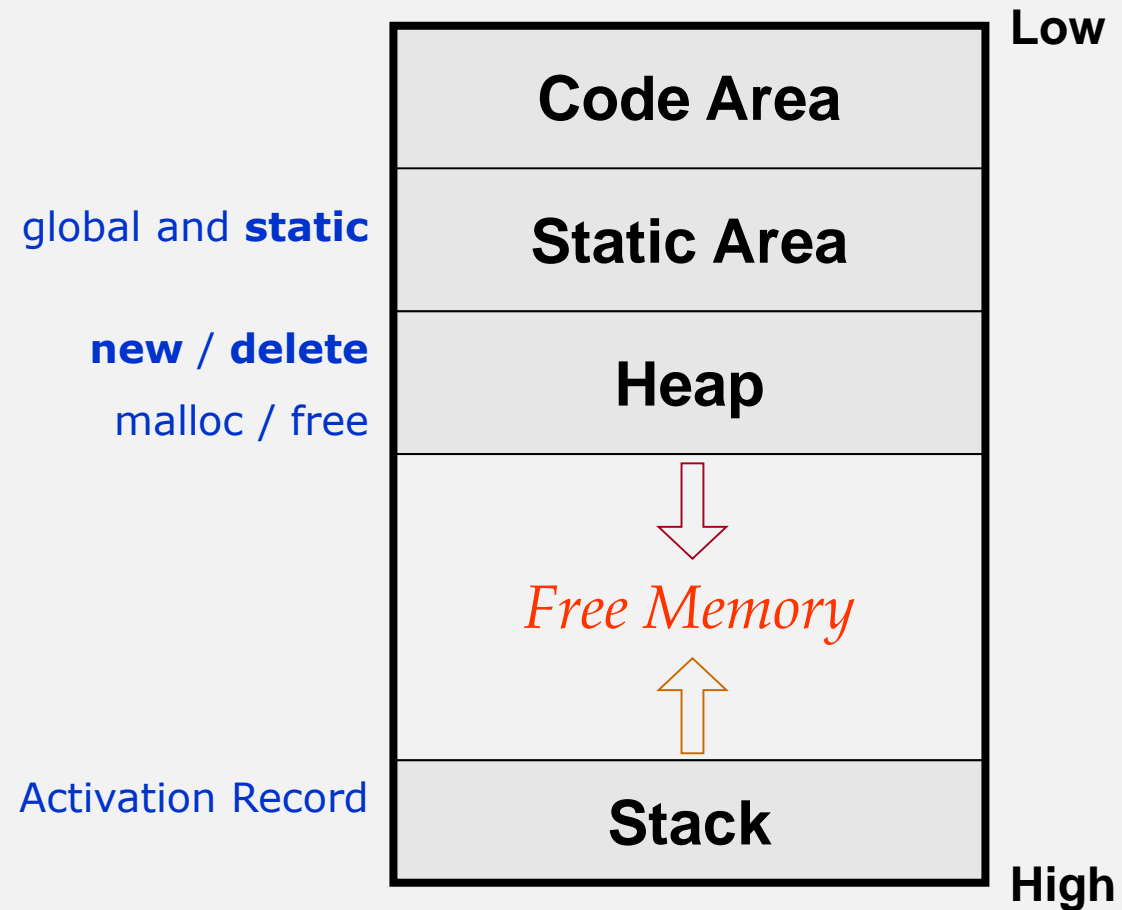 Low
Code Area
global and static
Static Area
new / delete
malloc / free
Heap
Free Memory
Activation Record
Stack
High